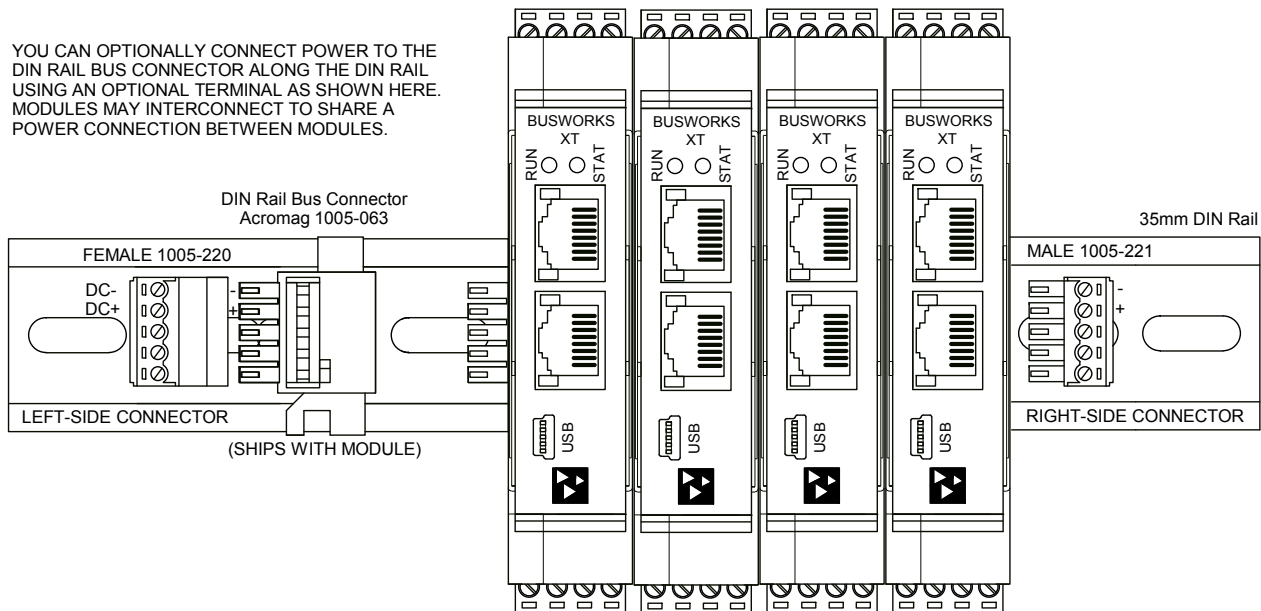 YOU CAN OPTIONALLY CONNECT POWER TO THE
DIN RAIL BUS CONNECTOR ALONG THE DIN RAIL
USING AN OPTIONAL TERMINAL AS SHOWN HERE.
MODULES MAY INTERCONNECT TO SHARE A
POWER CONNECTION BETWEEN MODULES.
DIN Rail Bus Connector
Acromag 1005-063
35mm DIN Rail
FEMALE 1005-220
MALE 1005-221
DC-
DC+
-
+
-
+
LEFT-SIDE CONNECTOR
RIGHT-SIDE CONNECTOR
(SHIPS WITH MODULE)
BUSWORKS
XT
RUN
STAT
USB
BUSWORKS
XT
RUN
STAT
USB
BUSWORKS
XT
RUN
STAT
USB
BUSWORKS
XT
RUN
STAT
USB